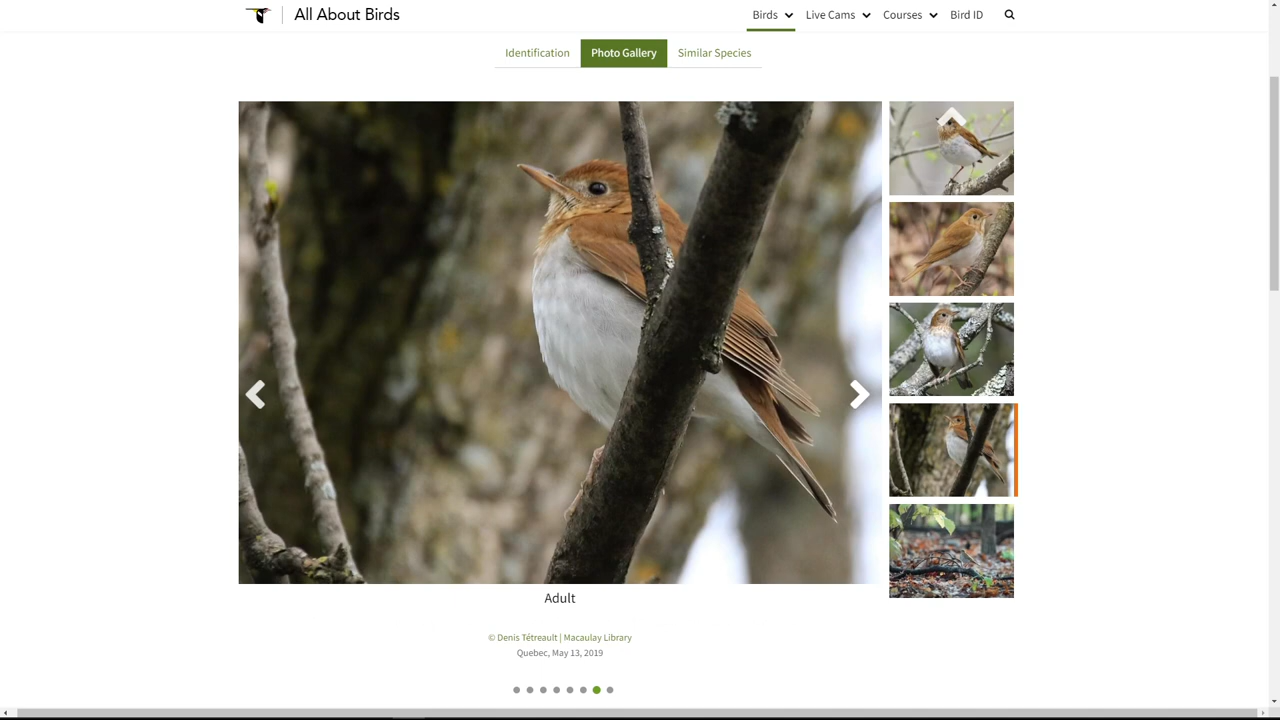 All About Birds
Birds Live Cams Courses Bird ID
Identification Photo Gallery Similar Species
Adult
© Denis Tétreault | Macaulay Library
Quebec, May 13, 2019